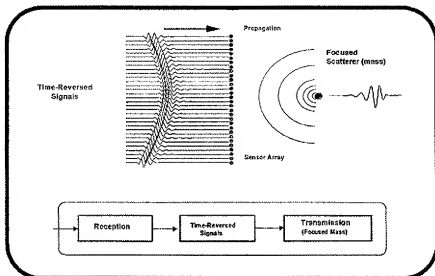 Propagation
Focused
Scatterer (mass)
Time-Reversed
Signals
Sensor Array
Reception
Time-Reversed
Signals
Transmission
(Focused Mass)